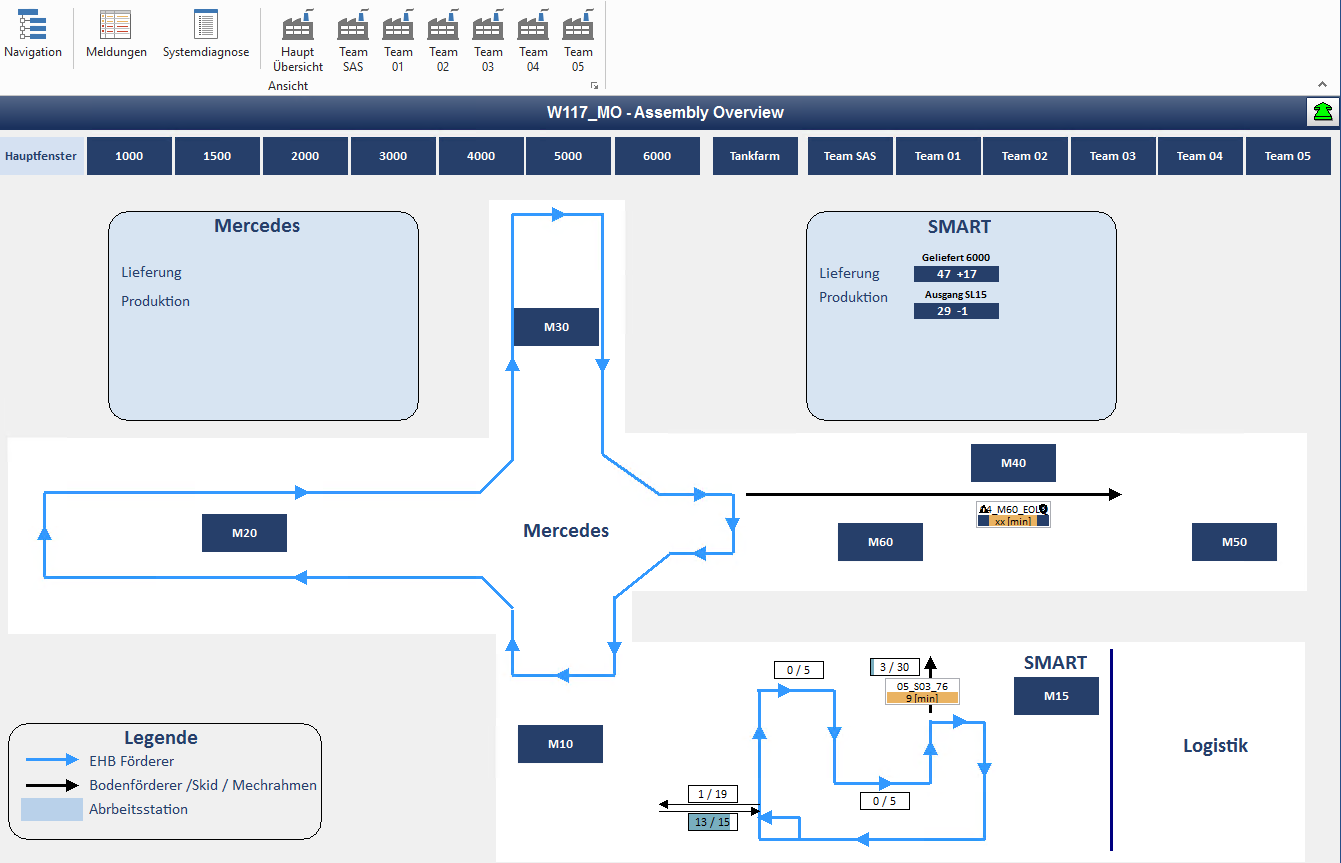 Navigation
Meldungen
Systemdiagnose
Haupt
Übersicht
Team
SAS
Team
01
Team
02
Team
03
Team
04
Team
05
Ansicht
W117_MO - Assembly Overview
Hauptfenster
1000
1500
2000
3000
4000
5000
6000
Tankfarm
Team SAS
Team 01
Team 02
Team 03
Team 04
Team 05
Mercedes
Lieferung
Produktion
M30
SMART
Geliefert 6000
Lieferung
47 +17
Ausgang SL15
Produktion
29 -1
M40
M20
Mercedes
4_M60_EOL
xx [min]
M60
M50
0 / 5
3 / 30
05_S03_76
9 [min]
SMART
M15
M10
Logistik
0 / 5
1 / 19
13 / 15
Legende
EHB Förderer
Bodenförderer /Skid / Mechrahmen
Abrbeitsstation